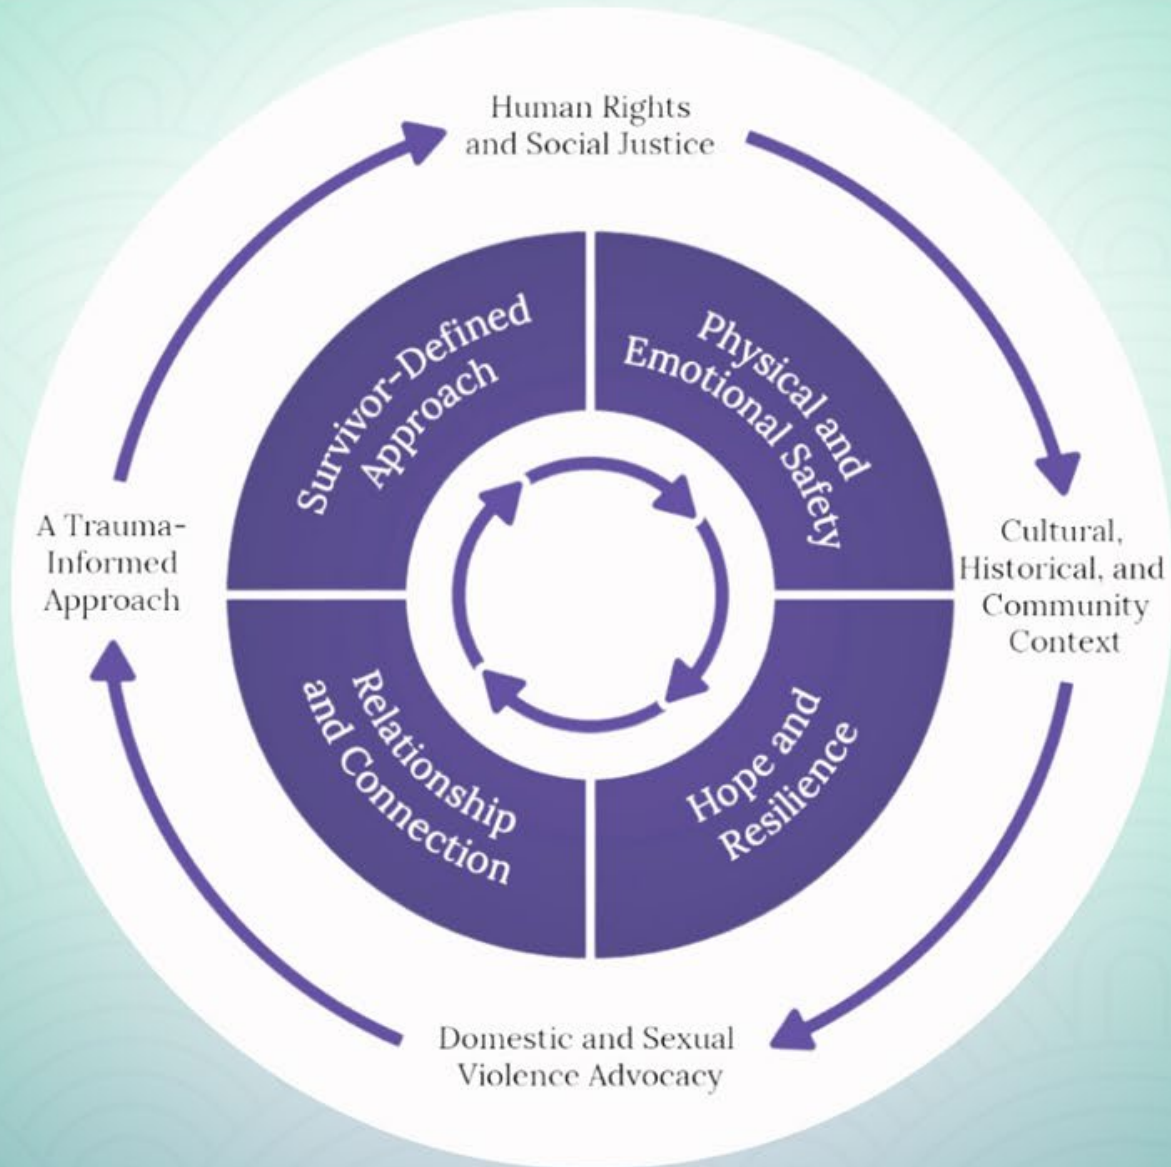 Human Rights
and Social Justice
Survivor-Defined
Approach
Physical and
Emotional Safety
A Trauma-
Informed
Approach
Cultural,
Historical, and
Community
Context
Relationship
and Connection
Hope and
Resilience
Domestic and Sexual
Violence Advocacy